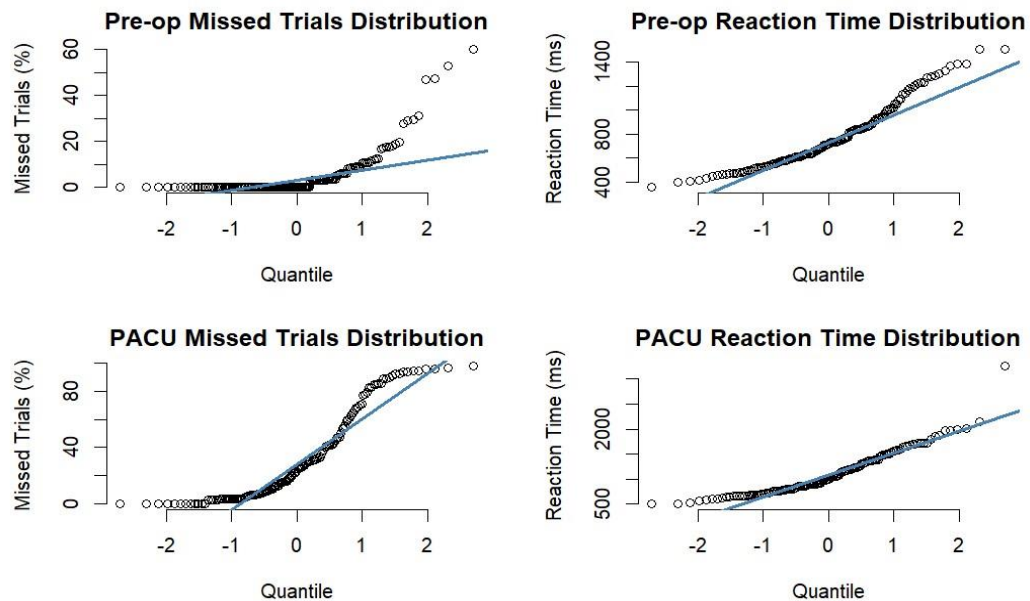 Pre-op Missed Trials Distribution
Missed Trials (%)
60
40
20
0
-2 -1 0 1 2
Quantile
Pre-op Reaction Time Distribution
Reaction Time (ms)
1400
800
400
-2 -1 0 1 2
Quantile
PACU Missed Trials Distribution
Missed Trials (%)
80
40
0
-2 -1 0 1 2
Quantile
PACU Reaction Time Distribution
Reaction Time (ms)
2000
500
-2 -1 0 1 2
Quantile